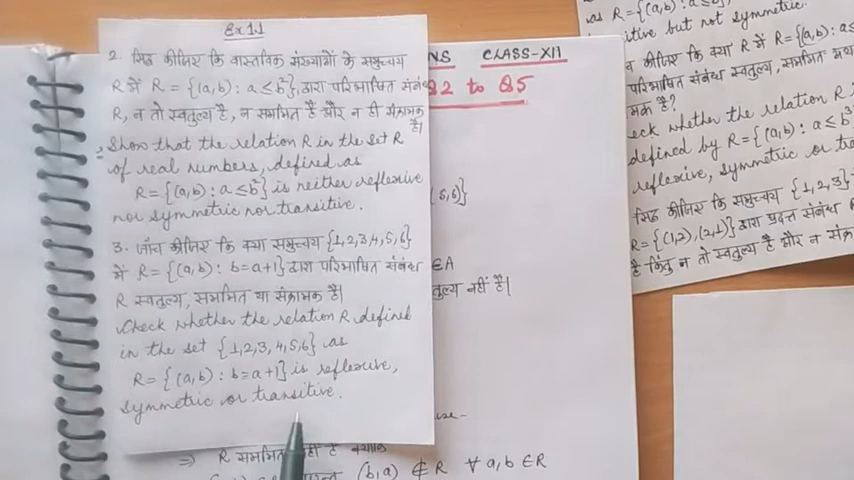 Ex 1.1
2. सिद्ध कीजिए कि वास्तविक संख्याओं के समुच्चय
R में R = {(a,b) : a ≤ b²}, द्वारा परिभाषित संबंध
R, न तो स्वतुल्य है, न सममित है और न ही संक्रामक
है।
Show that the relation R in the set R
of real numbers, defined as
R = {(a,b) : a ≤ b²} is neither reflexive
nor symmetric nor transitive.
3. जाँच कीजिए कि क्या समुच्चय {1,2,3,4,5,6}
में R = {(a,b) : b=a+1} द्वारा परिभाषित संबंध
R स्वतुल्य, सममित या संक्रामक है।
Check whether the relation R defined
in the set {1,2,3,4,5,6} as
R = {(a,b) : b=a+1} is reflexive,
symmetric or transitive.
NS CLASS-XII
Q2 to Q5
(5,6)}
∈A
तुल्य नहीं है।
⇒ R सममित नहीं है क्योंकि
(b,a) ∉ R ∀ a,b ∈ R
as R = {(a,b) : a
sitive but not symmetric.
कीजिए कि क्या R में R = {(a,b) : a≤
परिभाषित संबंध स्वतुल्य, सममित अथ
मक है?
eck whether the relation R
defined by R = {(a,b) : a ≤ b³
reflexive, symmetric or tra
सिद्ध कीजिए कि समुच्चय {1,2,3}
R = {(1,2), (2,1)} द्वारा प्रदत्त संबंध
है किंतु न तो स्वतुल्य है और न संक्रा